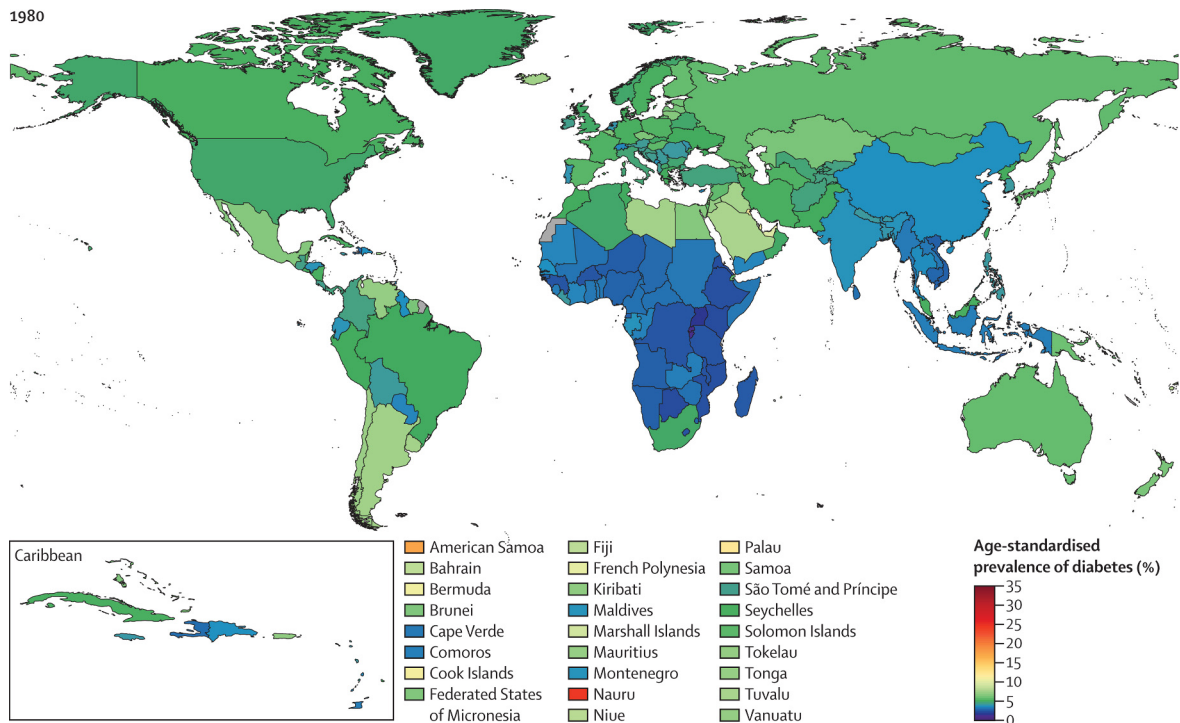 1980
Caribbean
American Samoa
Bahrain
Bermuda
Brunei
Cape Verde
Comoros
Cook Islands
Federated States
of Micronesia
Fiji
French Polynesia
Kiribati
Maldives
Marshall Islands
Mauritius
Montenegro
Nauru
Niue
Palau
Samoa
São Tomé and Príncipe
Seychelles
Solomon Islands
Tokelau
Tonga
Tuvalu
Vanuatu
Age-standardised
prevalence of diabetes (%)
35
30
25
20
15
10
5
0